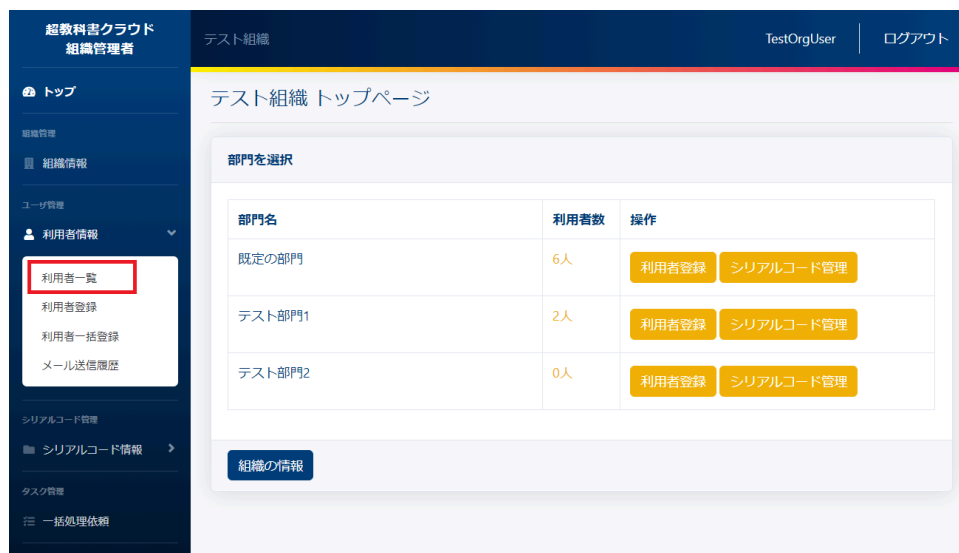 超教科書クラウド
組織管理者
テスト組織
TestOrgUser
ログアウト
トップ
組織管理
組織情報
ユーザ管理
利用者情報
利用者一覧
利用者登録
利用者一括登録
メール送信履歴
シリアルコード管理
シリアルコード情報
タスク管理
一括処理依頼
テスト組織 トップページ
部門を選択
部門名 利用者数 操作
既定の部門 6人 利用者登録 シリアルコード管理
テスト部門1 2人 利用者登録 シリアルコード管理
テスト部門2 0人 利用者登録 シリアルコード管理
組織の情報